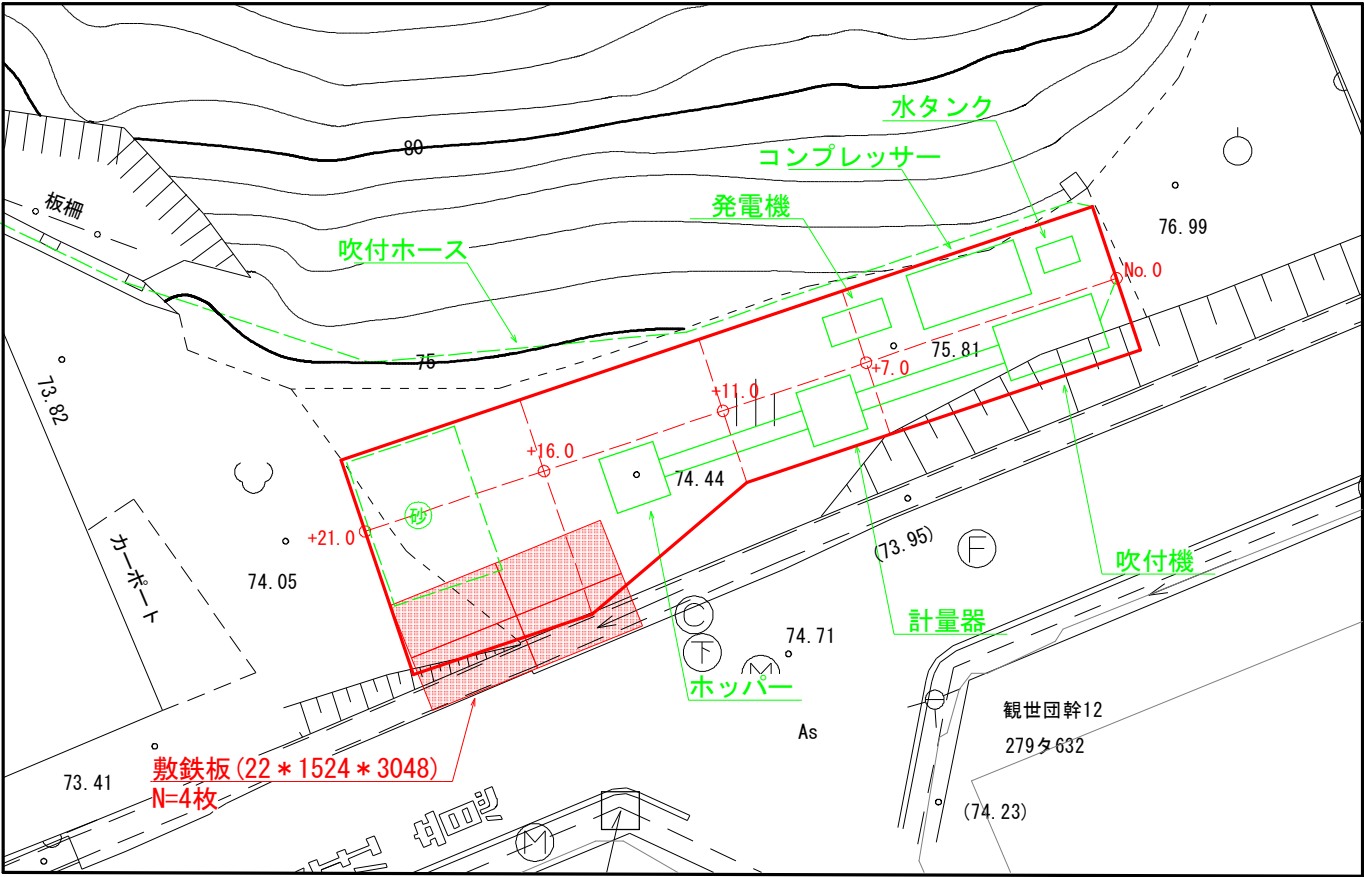 水タンク
80
コンプレッサー
板柵
発電機
76.99
吹付ホース
No.0
75
75.81
+7.0
73.82
+11.0
+16.0
74.44
砂
+21.0
(73.95)
F
吹付機
カーポート
74.05
計量器
C
74.71
下
M
ホッパー
観世団幹12
As
279タ632
敷鉄板(22*1524*3048)
73.41
N=4枚
(74.23)
M